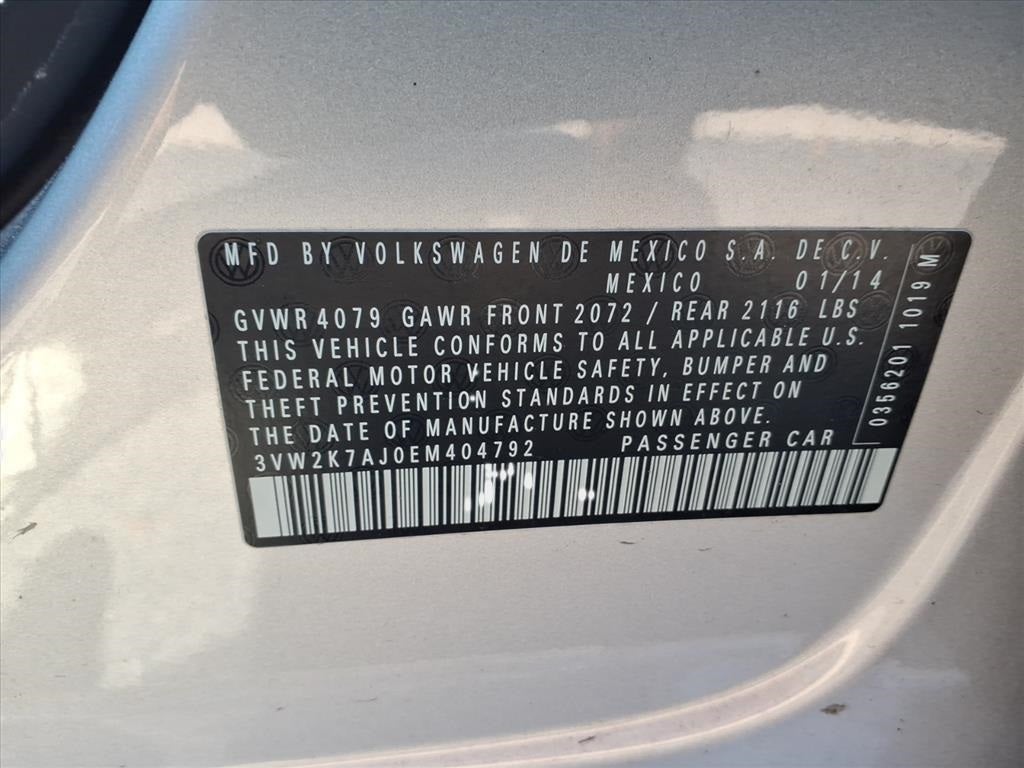 MFD BY VOLKSWAGEN DE MEXICO S.A. DE C.V.
MEXICO 01/14
GVWR 4079 GAWR FRONT 2072 / REAR 2116 LBS
THIS VEHICLE CONFORMS TO ALL APPLICABLE U.S.
FEDERAL MOTOR VEHICLE SAFETY, BUMPER AND
THEFT PREVENTION STANDARDS IN EFFECT ON
THE DATE OF MANUFACTURE SHOWN ABOVE.
3VW2K7AJ0EM404792 PASSENGER CAR
0356201 1019 M